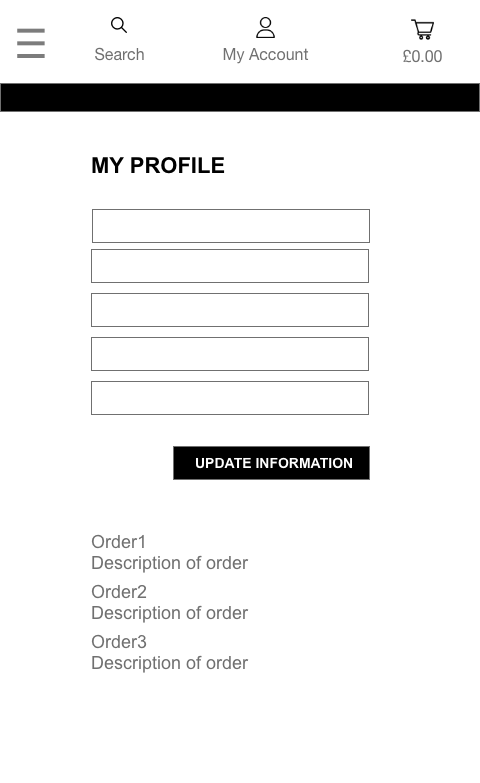 Search
My Account
£0.00
MY PROFILE
UPDATE INFORMATION
Order1
Description of order
Order2
Description of order
Order3
Description of order